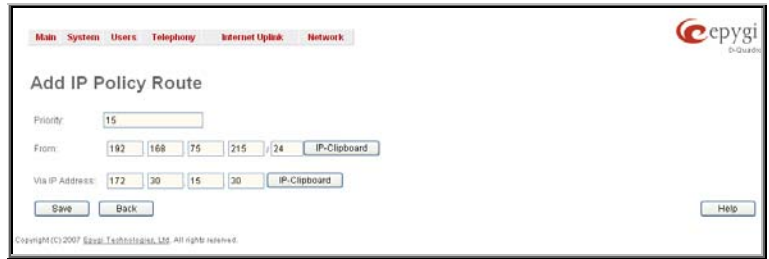 Main System Users Telephony Internet Uplink Network
epygi
D-Quadro
Add IP Policy Route
Priority: 15
From: 192 168 75 215 / 24 IP-Clipboard
Via IP Address: 172 30 15 30 IP-Clipboard
Save Back Help
Copyright (C) 2007 Epygi Technologies, Ltd. All rights reserved.